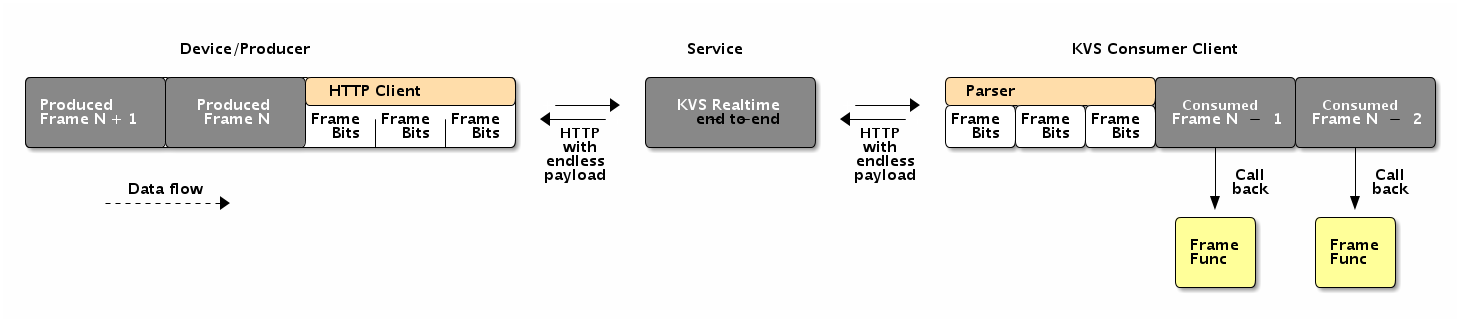 Device/Producer
Service
KVS Consumer Client
Produced
Frame N + 1
Produced
Frame N
HTTP Client
Frame
Bits
Frame
Bits
Frame
Bits
HTTP
with
endless
payload
KVS Realtime
end to-end
HTTP
with
endless
payload
Parser
Frame
Bits
Frame
Bits
Frame
Bits
Consumed
Frame N − 1
Consumed
Frame N − 2
Data flow
Call
back
Call
back
Frame
Func
Frame
Func